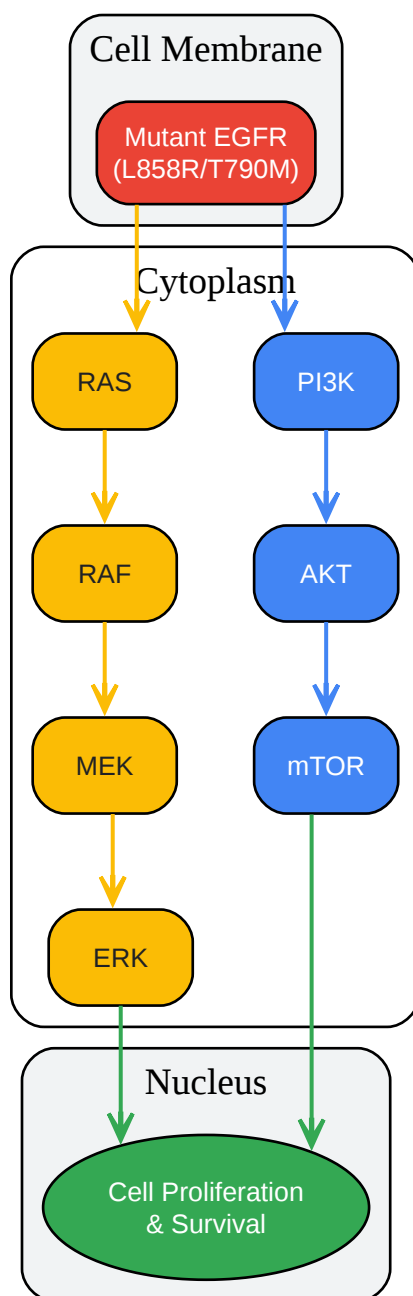 Cell Membrane
Mutant EGFR
(L858R/T790M)
Cytoplasm
RAS
PI3K
RAF
AKT
MEK
mTOR
ERK
Nucleus
Cell Proliferation
& Survival